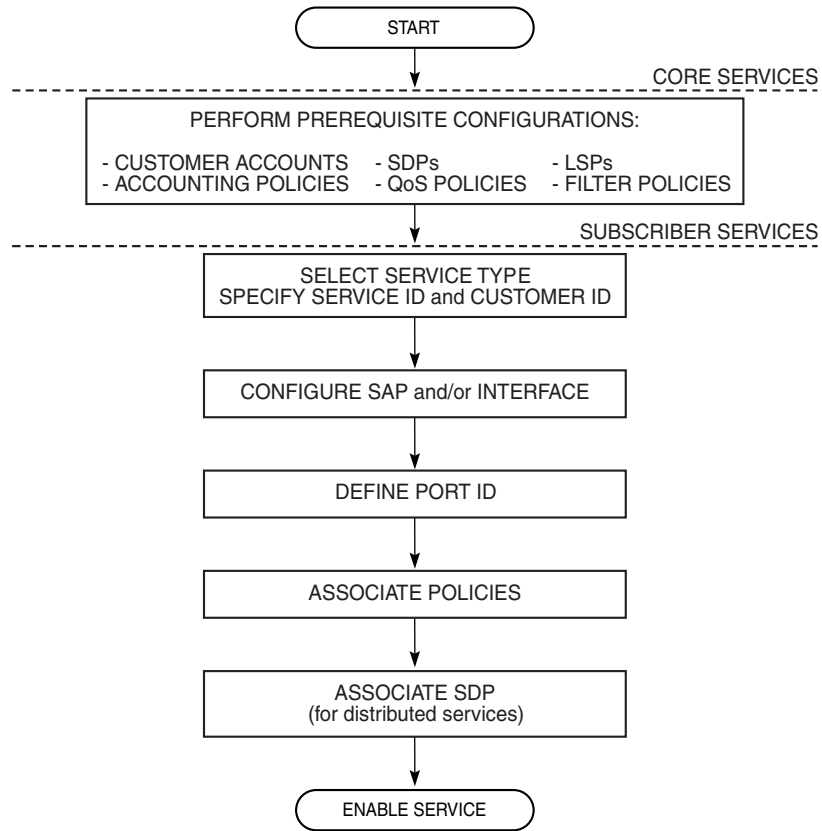 START
CORE SERVICES
PERFORM PREREQUISITE CONFIGURATIONS:
- CUSTOMER ACCOUNTS - SDPs - LSPs
- ACCOUNTING POLICIES - QoS POLICIES - FILTER POLICIES
SUBSCRIBER SERVICES
SELECT SERVICE TYPE
SPECIFY SERVICE ID and CUSTOMER ID
CONFIGURE SAP and/or INTERFACE
DEFINE PORT ID
ASSOCIATE POLICIES
ASSOCIATE SDP
(for distributed services)
ENABLE SERVICE